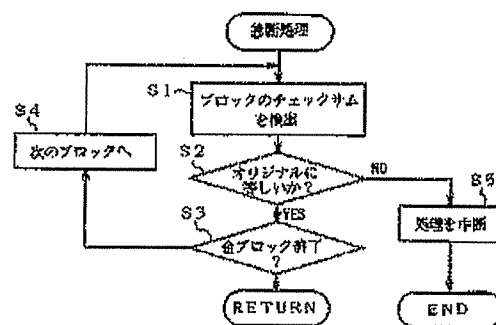 診断処理
S1
ブロックのチェックサム
を検出
S4
次のブロックへ
S2
オリジナルに
等しいか？
NO
YES
S5
処理を中断
S3
全ブロック終了
？
RETURN
END